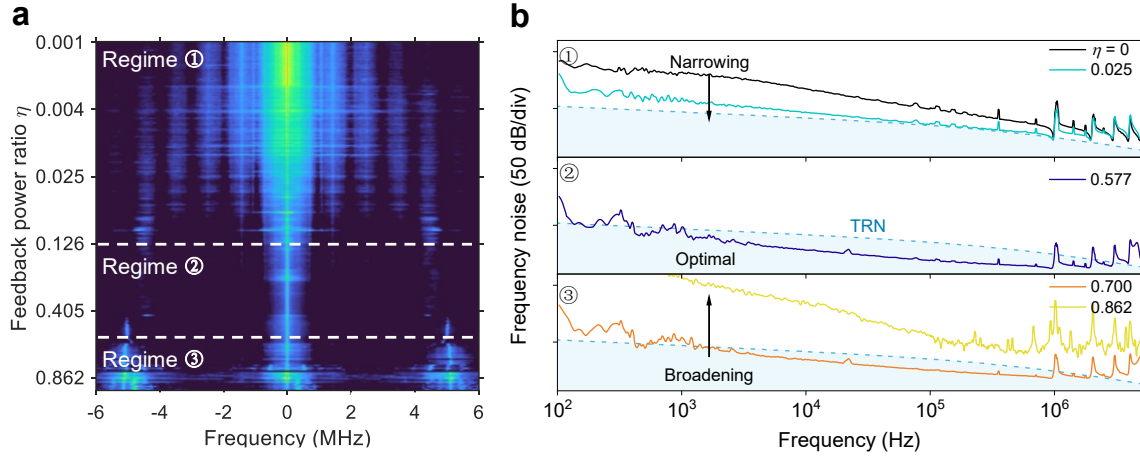 a
Feedback power ratio η
0.001
0.004
0.025
0.126
0.405
0.862
Regime ①
Regime ②
Regime ③
-6
-4
-2
0
2
4
6
Frequency (MHz)
b
Frequency noise (50 dB/div)
①
Narrowing
η = 0
0.025
②
0.577
TRN
Optimal
③
0.700
0.862
Broadening
10²
10³
10⁴
10⁵
10⁶
Frequency (Hz)